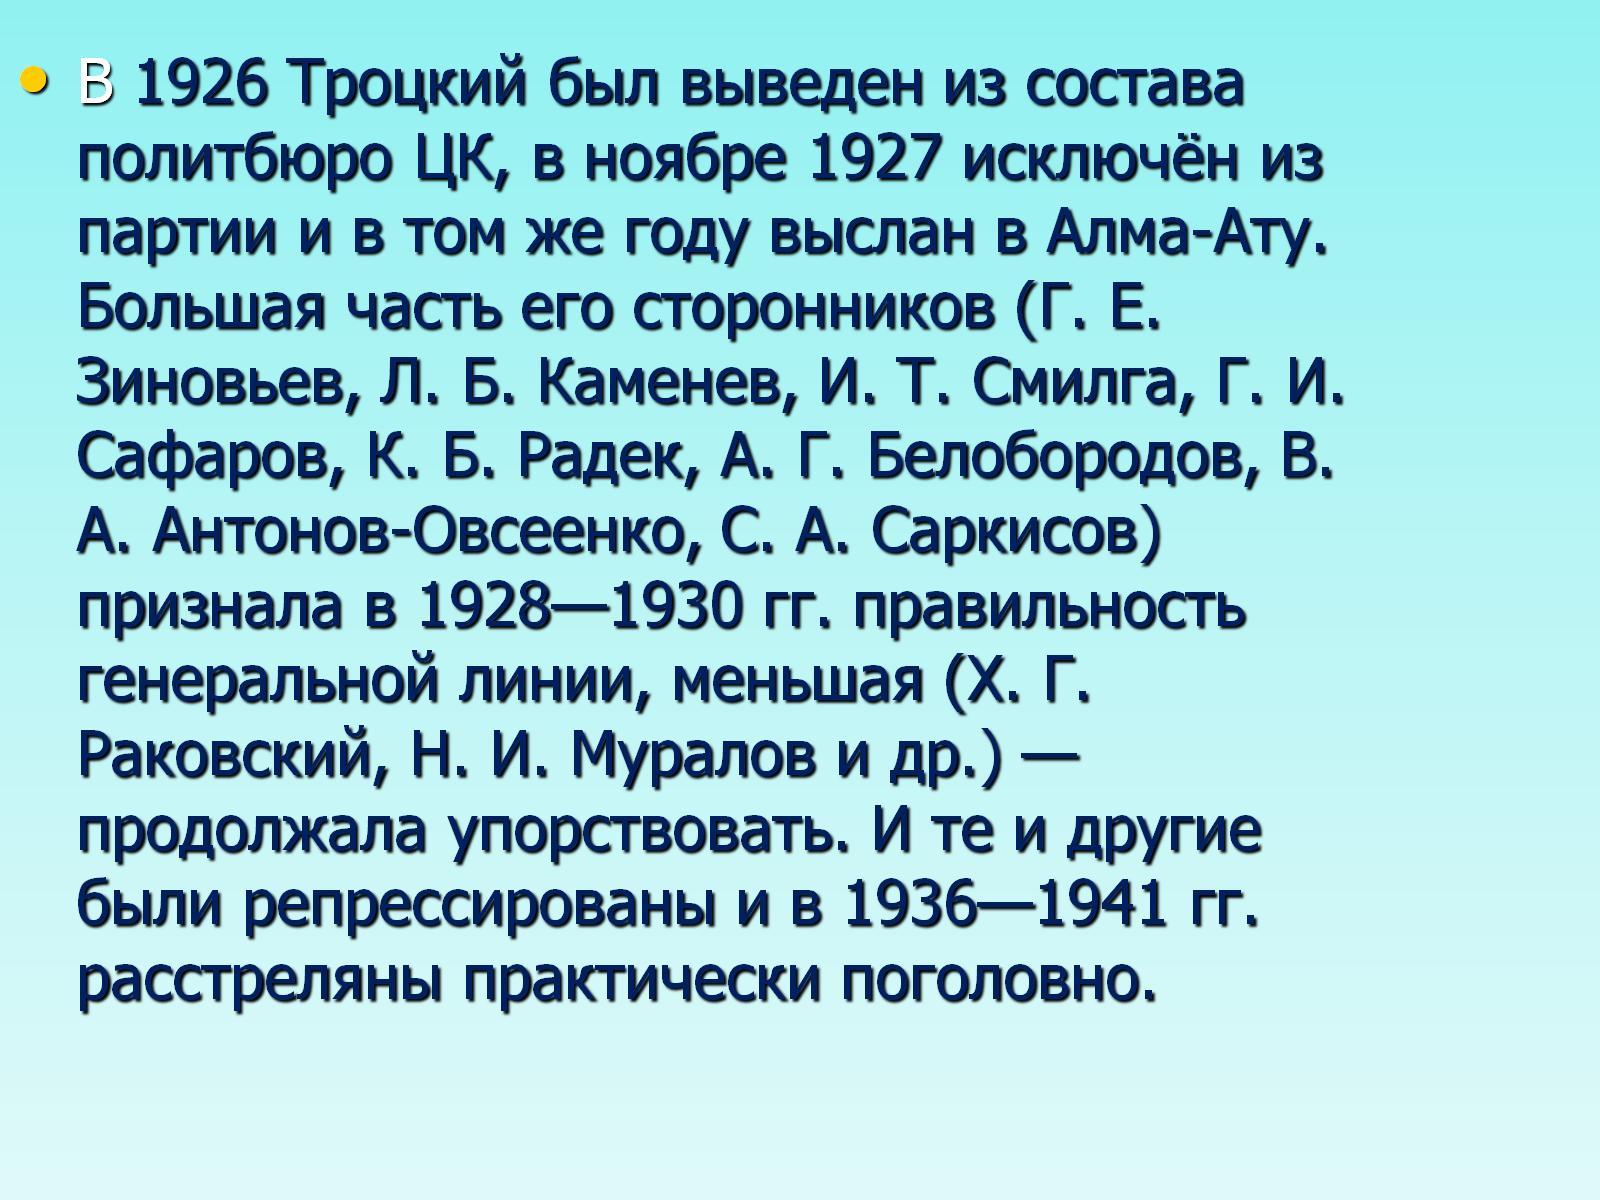 • В 1926 Троцкий был выведен из состава
политбюро ЦК, в ноябре 1927 исключён из
партии и в том же году выслан в Алма-Ату.
Большая часть его сторонников (Г. Е.
Зиновьев, Л. Б. Каменев, И. Т. Смилга, Г. И.
Сафаров, К. Б. Радек, А. Г. Белобородов, В.
А. Антонов-Овсеенко, С. А. Саркисов)
признала в 1928—1930 гг. правильность
генеральной линии, меньшая (Х. Г.
Раковский, Н. И. Муралов и др.) —
продолжала упорствовать. И те и другие
были репрессированы и в 1936—1941 гг.
расстреляны практически поголовно.